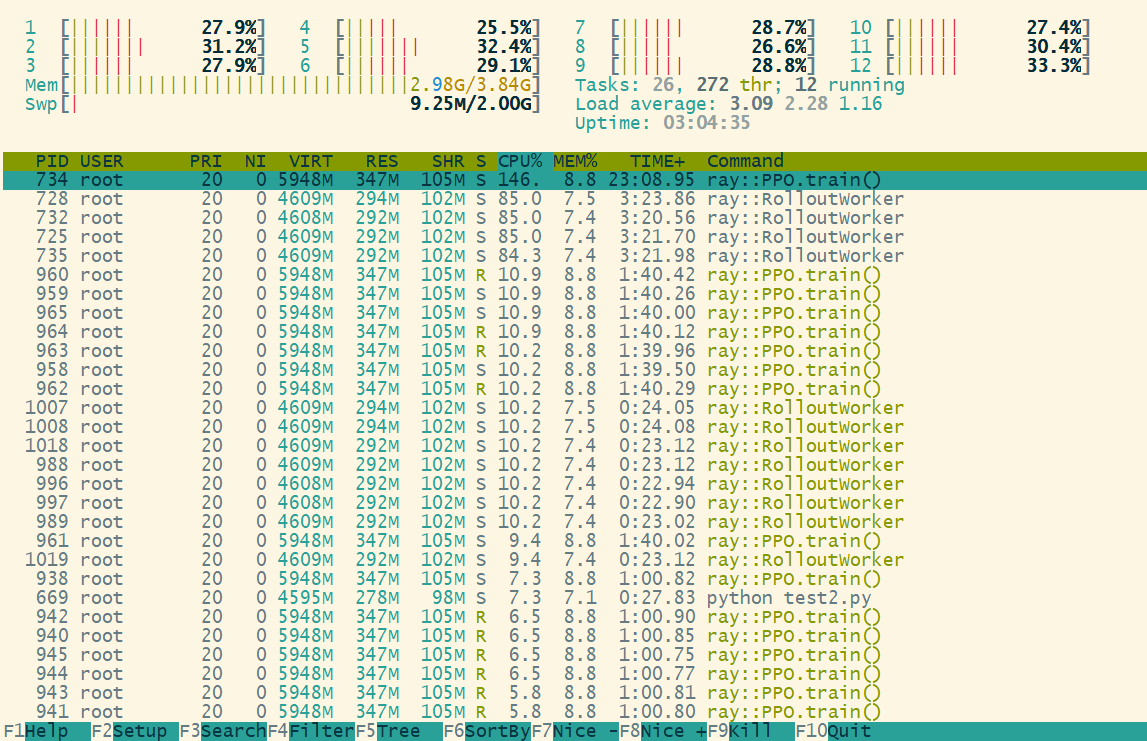 1 [|||||| 27.9%] 4 [||||| 25.5%] 7 [|||||| 28.7%] 10 [|||||| 27.4%]
2 [||||||| 31.2%] 5 [||||||| 32.4%] 8 [||||| 26.6%] 11 [|||||| 30.4%]
3 [|||||| 27.9%] 6 [|||||| 29.1%] 9 [|||||| 28.8%] 12 [|||||| 33.3%]
Mem[|||||||||||||||||||||||||||||||2.98G/3.84G] Tasks: 26, 272 thr; 12 running
Swp[| 9.25M/2.00G] Load average: 3.09 2.28 1.16
Uptime: 03:04:35
PID USER PRI NI VIRT RES SHR S CPU% MEM% TIME+ Command
734 root 20 0 5948M 347M 105M S 146. 8.8 23:08.95 ray::PPO.train()
728 root 20 0 4609M 294M 102M S 85.0 7.5 3:23.86 ray::RolloutWorker
732 root 20 0 4608M 292M 102M S 85.0 7.4 3:20.56 ray::RolloutWorker
725 root 20 0 4609M 292M 102M S 85.0 7.4 3:21.70 ray::RolloutWorker
735 root 20 0 4609M 292M 102M S 84.3 7.4 3:21.98 ray::RolloutWorker
960 root 20 0 5948M 347M 105M R 10.9 8.8 1:40.42 ray::PPO.train()
959 root 20 0 5948M 347M 105M S 10.9 8.8 1:40.26 ray::PPO.train()
965 root 20 0 5948M 347M 105M S 10.9 8.8 1:40.00 ray::PPO.train()
964 root 20 0 5948M 347M 105M R 10.9 8.8 1:40.12 ray::PPO.train()
963 root 20 0 5948M 347M 105M R 10.2 8.8 1:39.96 ray::PPO.train()
958 root 20 0 5948M 347M 105M S 10.2 8.8 1:39.50 ray::PPO.train()
962 root 20 0 5948M 347M 105M R 10.2 8.8 1:40.29 ray::PPO.train()
1007 root 20 0 4609M 294M 102M S 10.2 7.5 0:24.05 ray::RolloutWorker
1008 root 20 0 4609M 294M 102M S 10.2 7.5 0:24.08 ray::RolloutWorker
1018 root 20 0 4609M 292M 102M S 10.2 7.4 0:23.12 ray::RolloutWorker
988 root 20 0 4609M 292M 102M S 10.2 7.4 0:23.12 ray::RolloutWorker
996 root 20 0 4608M 292M 102M S 10.2 7.4 0:22.94 ray::RolloutWorker
997 root 20 0 4608M 292M 102M S 10.2 7.4 0:22.90 ray::RolloutWorker
989 root 20 0 4609M 292M 102M S 10.2 7.4 0:23.02 ray::RolloutWorker
961 root 20 0 5948M 347M 105M S 9.4 8.8 1:40.02 ray::PPO.train()
1019 root 20 0 4609M 292M 102M S 9.4 7.4 0:23.12 ray::RolloutWorker
938 root 20 0 5948M 347M 105M S 7.3 8.8 1:00.82 ray::PPO.train()
669 root 20 0 4595M 278M 98M S 7.3 7.1 0:27.83 python test2.py
942 root 20 0 5948M 347M 105M R 6.5 8.8 1:00.90 ray::PPO.train()
940 root 20 0 5948M 347M 105M R 6.5 8.8 1:00.85 ray::PPO.train()
945 root 20 0 5948M 347M 105M R 6.5 8.8 1:00.75 ray::PPO.train()
944 root 20 0 5948M 347M 105M R 6.5 8.8 1:00.77 ray::PPO.train()
943 root 20 0 5948M 347M 105M R 5.8 8.8 1:00.81 ray::PPO.train()
941 root 20 0 5948M 347M 105M R 5.8 8.8 1:00.80 ray::PPO.train()
F1Help F2Setup F3SearchF4FilterF5Tree F6SortByF7Nice -F8Nice +F9Kill F10Quit